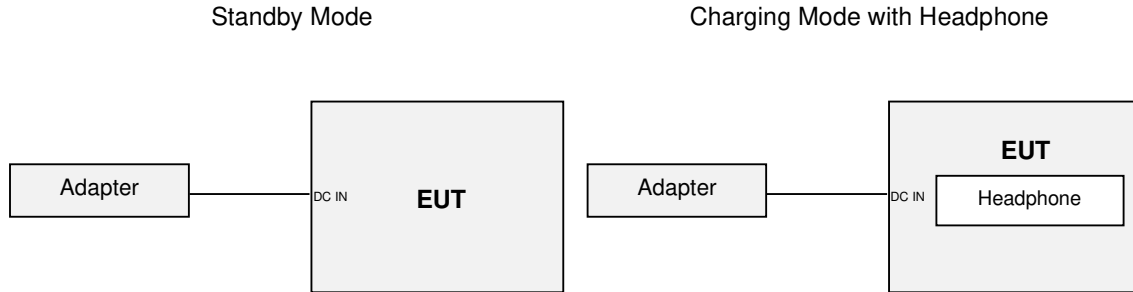 Standby Mode
Adapter
DC IN
EUT
Charging Mode with Headphone
Adapter
DC IN
EUT
Headphone